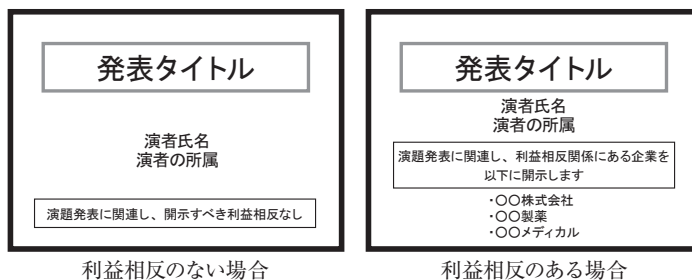 発表タイトル
演者氏名
演者の所属
演題発表に関連し、開示すべき利益相反なし
利益相反のない場合
発表タイトル
演者氏名
演者の所属
演題発表に関連し、利益相反関係にある企業を
以下に開示します
・〇〇株式会社
・〇〇製薬
・〇〇メディカル
利益相反のある場合